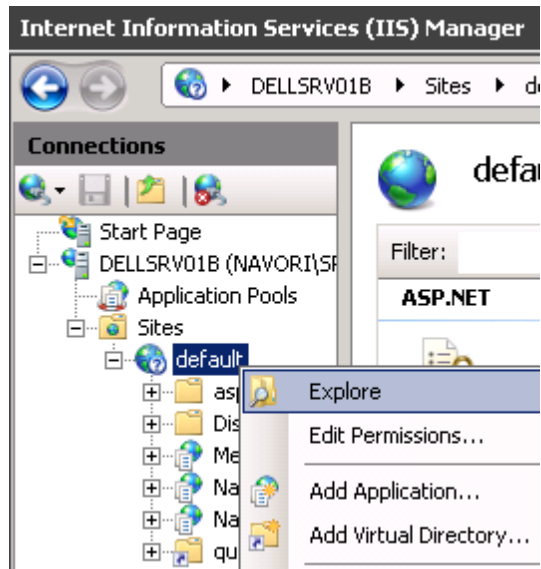 Internet Information Services (IIS) Manager
DELLSRV01B Sites
Connections
Start Page
DELLSRV01B (NAVORI\
Application Pools
Sites
default
Filter:
ASP.NET
Explore
Edit Permissions...
Add Application...
Add Virtual Directory...